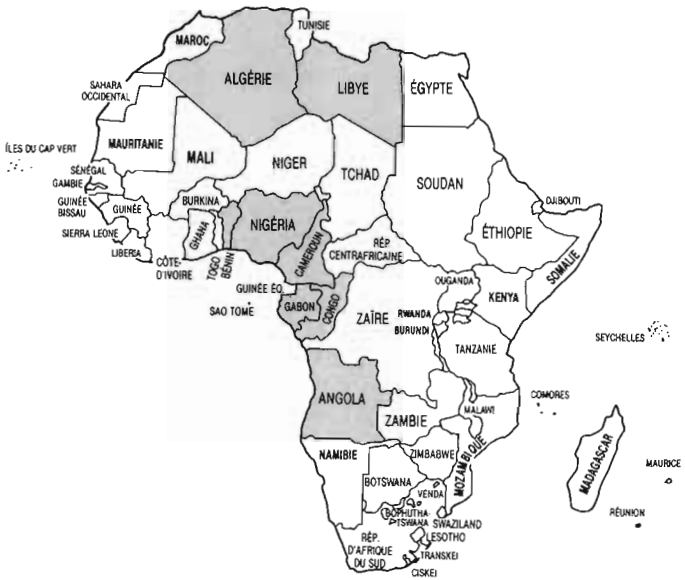 TUNISIE
MAROC
ALGÉRIE
LIBYE
ÉGYPTE
SAHARA
OCCIDENTAL
MAURITANIE
ÎLES DU CAP VERT
MALI
NIGER
TCHAD
SOUDAN
SÉNÉGAL
GAMBIE
GUINÉE
BISSAU
GUINÉE
SIERRA LEONE
LIBERIA
CÔTE-
D'IVOIRE
BURKINA
GHANA
TOGO
BÉNIN
NIGÉRIA
CAMEROUN
RÉP.
CENTRAFRICAINE
DJIBOUTI
ÉTHIOPIE
SOMALIE
GUINÉE ÉQ.
SAO TOMÉ
GABON
CONGO
ZAÏRE
OUGANDA
KENYA
RWANDA
BURUNDI
TANZANIE
SEYCHELLES
ANGOLA
ZAMBIE
MALAWI
COMORES
MOZAMBIQUE
NAMIBIE
ZIMBABWE
BOTSWANA
VENDA
BOPHUTHA-
TSWANA
SWAZILAND
LESOTHO
RÉP.
D'AFRIQUE
DU SUD
TRANSKEI
CISKEI
MADAGASCAR
MAURICE
RÉUNION